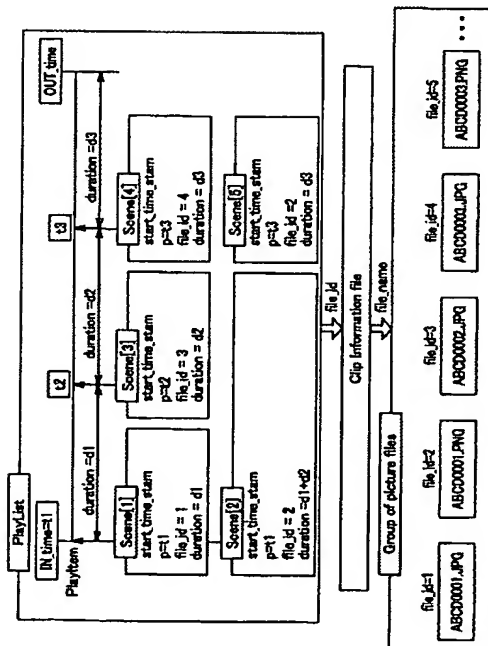 PlayList
IN_time=t1
t2
t3
OUT_time
PlayItem
duration =d1
duration =d2
duration =d3
Scene[1]
start_time_stam
p=t1
file_id = 1
duration = d1
Scene[3]
start_time_stam
p=t2
file_id = 3
duration = d2
Scene[4]
start_time_stam
p=t3
file_id = 4
duration = d3
Scene[2]
start_time_stam
p=t1
file_id = 2
duration =d1+d2
Scene[5]
start_time_stam
p=t3
file_id =2
duration = d3
file_id
Clip Information file
file_name
Group of picture files
file_id=1
ABCD0001.JPG
file_id=2
ABCD0001.PNG
file_id=3
ABCD0002.JPG
file_id=4
ABCD0003.JPG
file_id=5
ABCD0003.PNG
...